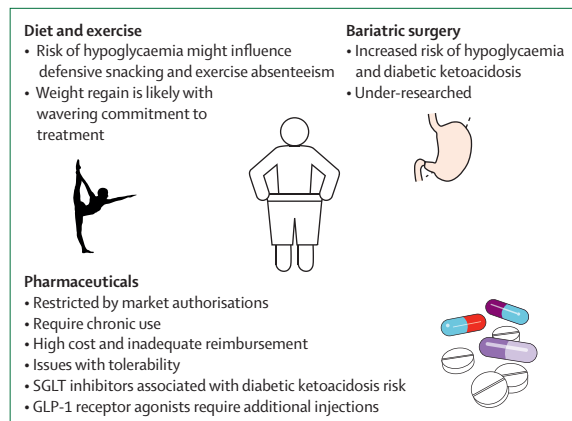 Diet and exercise
• Risk of hypoglycaemia might influence
defensive snacking and exercise absenteeism
• Weight regain is likely with
wavering commitment to
treatment
Bariatric surgery
• Increased risk of hypoglycaemia
and diabetic ketoacidosis
• Under-researched
Pharmaceuticals
• Restricted by market authorisations
• Require chronic use
• High cost and inadequate reimbursement
• Issues with tolerability
• SGLT inhibitors associated with diabetic ketoacidosis risk
• GLP-1 receptor agonists require additional injections